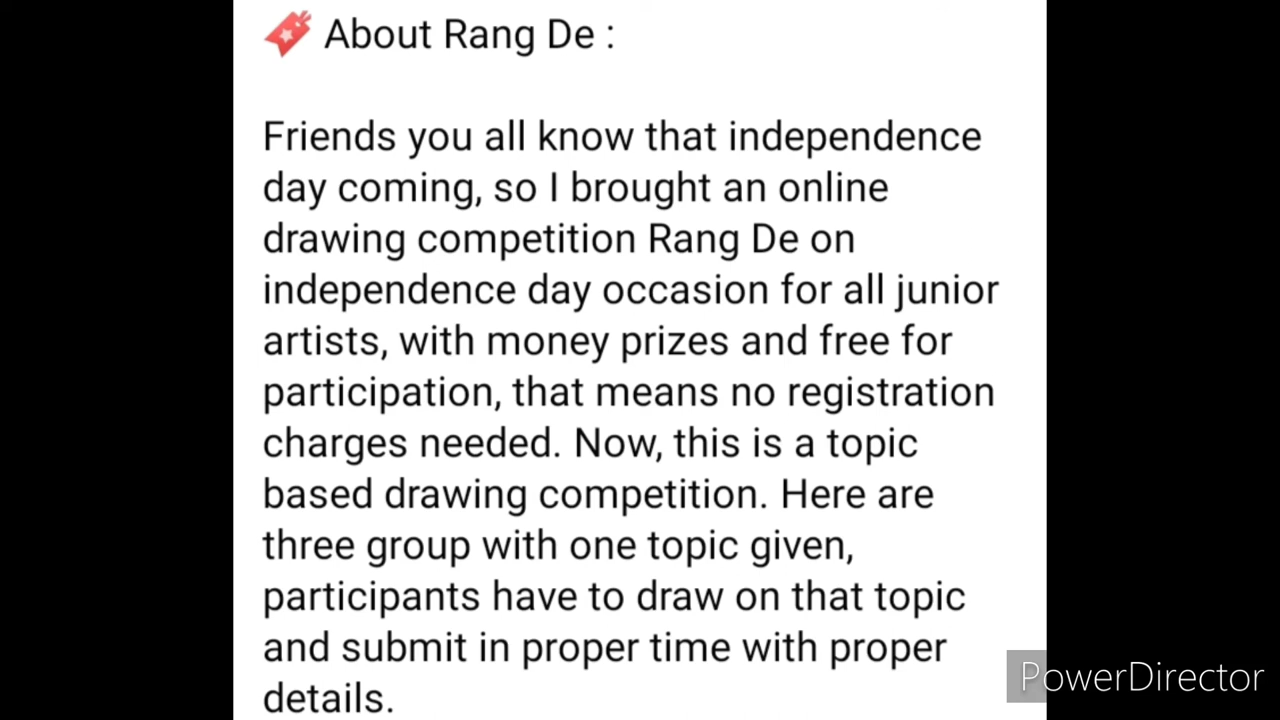 About Rang De :
Friends you all know that independence
day coming, so I brought an online
drawing competition Rang De on
independence day occasion for all junior
artists, with money prizes and free for
participation, that means no registration
charges needed. Now, this is a topic
based drawing competition. Here are
three group with one topic given,
participants have to draw on that topic
and submit in proper time with proper
details.
PowerDirector